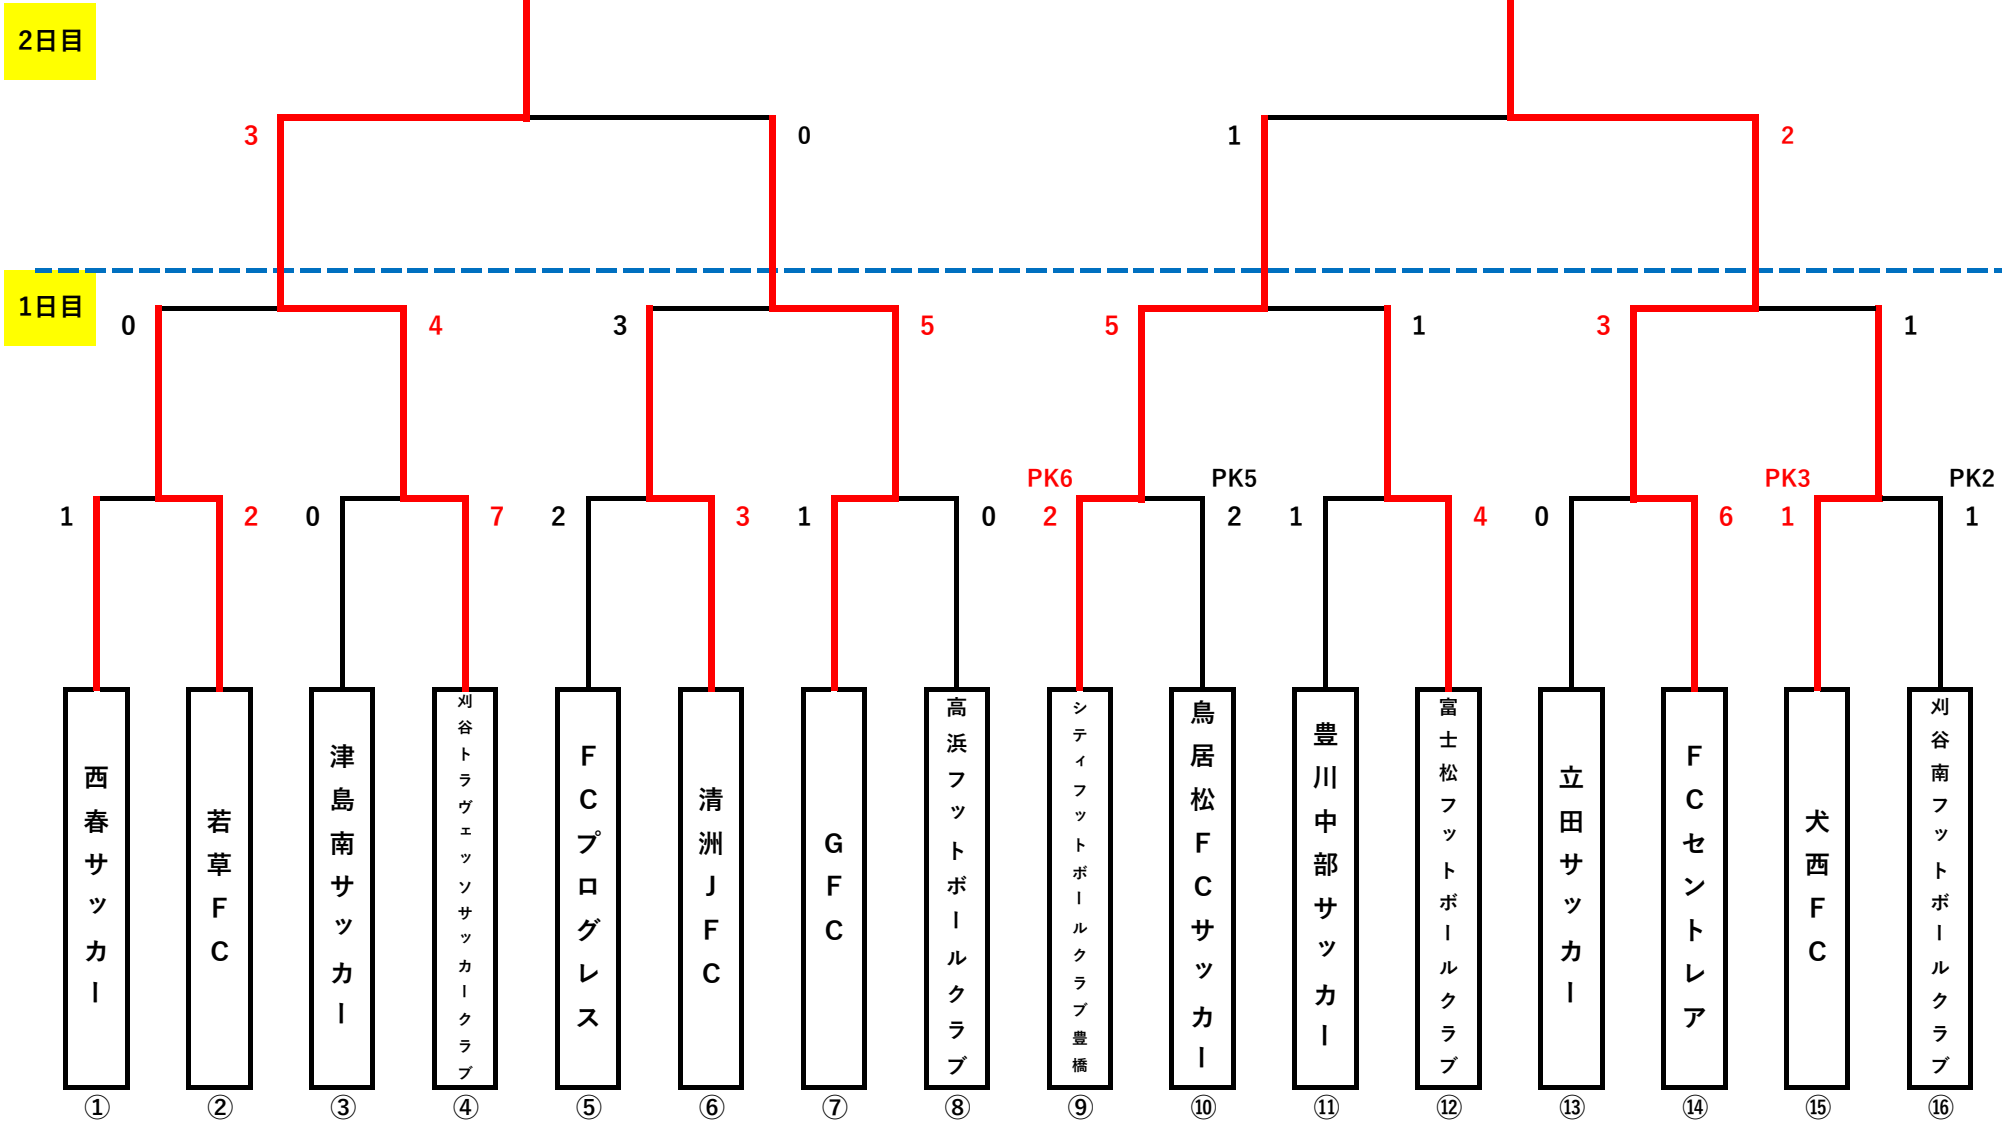 2日目
3 0 1 2
1日目
0 4 3 5 5 1 3 1
PK6 PK5 PK3 PK2
1 2 0 7 2 3 1 0 2 2 1 4 0 6 1 1
西春サッカー
若草FC
津島南サッカー
刈谷トラヴェッソサッカークラブ
FCプログレス
清洲JFC
GFC
高浜フットボールクラブ
シティフットボールクラブ豊橋
鳥居松FCサッカー
豊川中部サッカー
富士松フットボールクラブ
立田サッカー
FCセントレア
犬西FC
刈谷南フットボールクラブ
① ② ③ ④ ⑤ ⑥ ⑦ ⑧ ⑨ ⑩ ⑪ ⑫ ⑬ ⑭ ⑮ ⑯